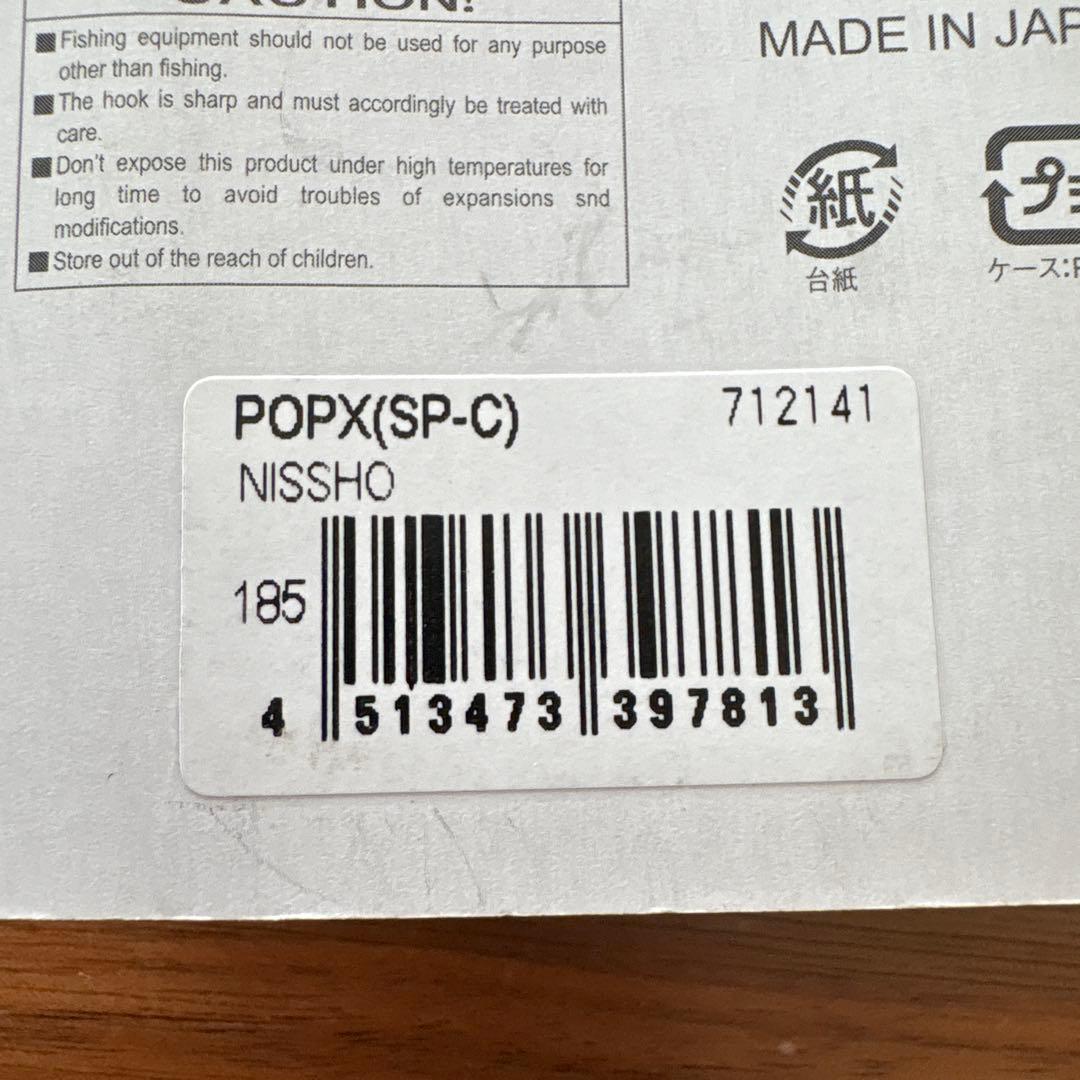 CAUTION!
■Fishing equipment should not be used for any purpose
other than fishing.
■The hook is sharp and must accordingly be treated with
care.
■Don't expose this product under high temperatures for
long time to avoid troubles of expansions snd
modifications.
■Store out of the reach of children.
MADE IN JAP
紙
台紙
プラ
ケース:P
POPX(SP-C)
712141
NISSHO
185
4 513473 397813